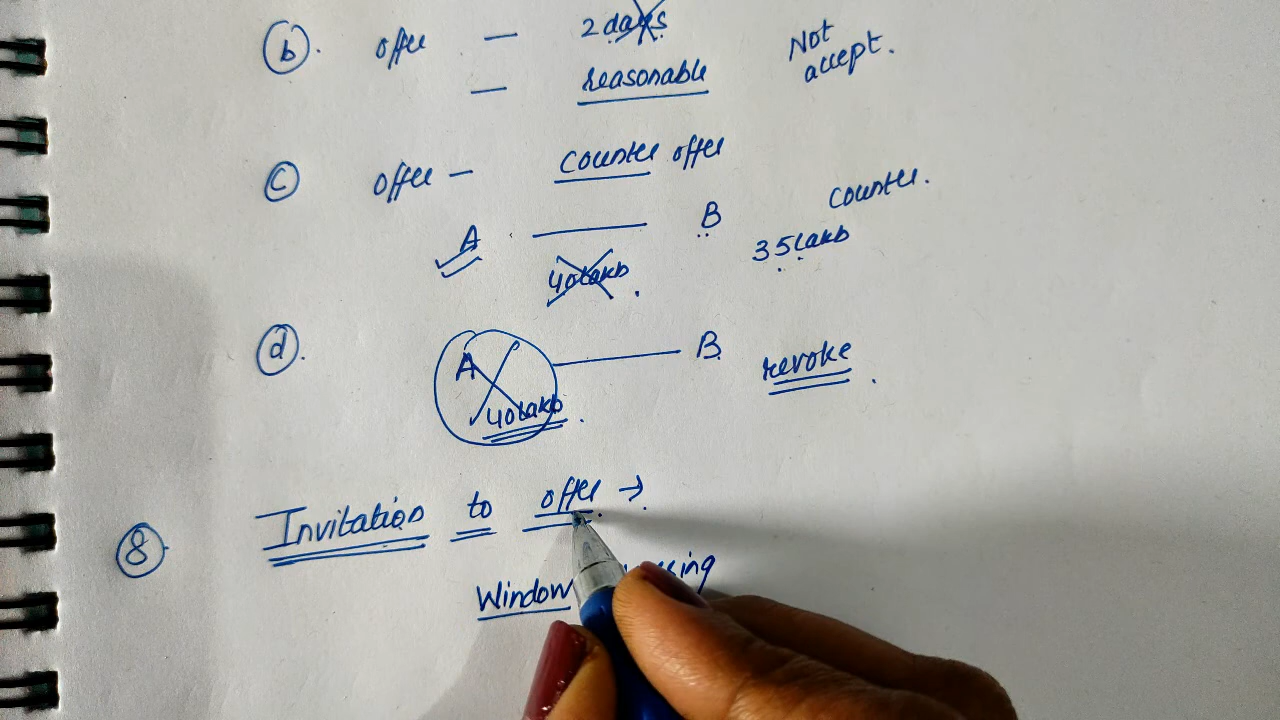 (b). offer — 2 days Not
— reasonable accept.
(c) offer — counter offer
counter.
A — B 35 lakh
40 lakh.
(d). A — B. revoke.
40 lakh.
(8) Invitation to offer →
Window